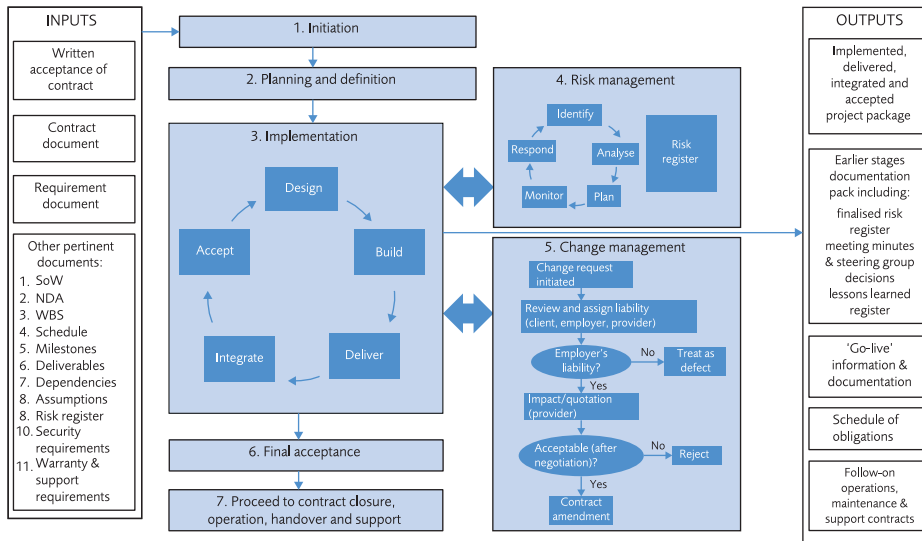 INPUTS
Written
acceptance of
contract
Contract
document
Requirement
document
Other pertinent
documents:
1. SoW
2. NDA
3. WBS
4. Schedule
5. Milestones
6. Deliverables
7. Dependencies
8. Assumptions
8. Risk register
10. Security
requirements
11. Warranty &
support
requirements
1. Initiation
2. Planning and definition
3. Implementation
Design
Build
Deliver
Integrate
Accept
6. Final acceptance
7. Proceed to contract closure,
operation, handover and support
4. Risk management
Identify
Analyse
Plan
Monitor
Respond
Risk
register
5. Change management
Change request
initiated
Review and assign liability
(client, employer, provider)
Employer's
liability?
No
Treat as
defect
Yes
Impact/quotation
(provider)
Acceptable (after
negotiation)?
No
Reject
Yes
Contract
amendment
OUTPUTS
Implemented,
delivered,
integrated and
accepted
project package
Earlier stages
documentation
pack including:
finalised risk
register
meeting minutes
& steering group
decisions
lessons learned
register
'Go-live'
information &
documentation
Schedule of
obligations
Follow-on
operations,
maintenance &
support contracts